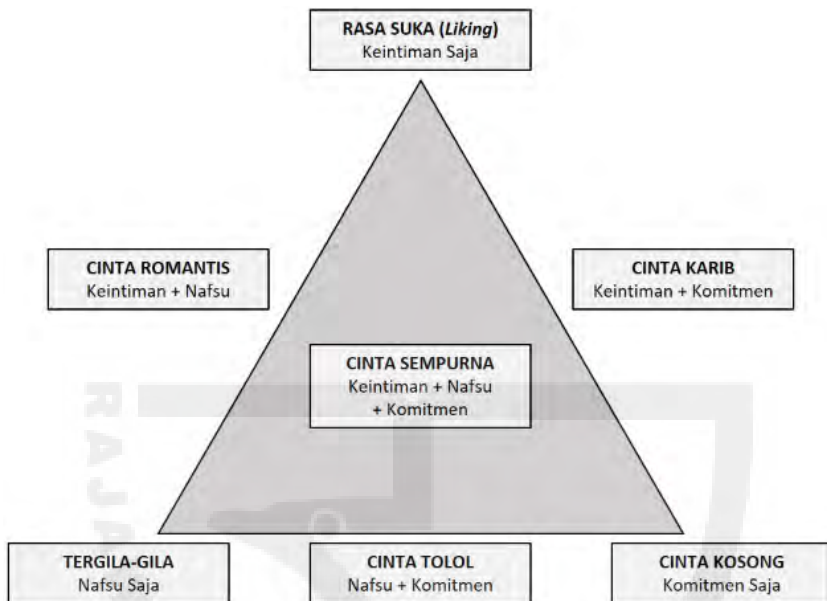 RASA SUKA (Liking)
Keintiman Saja
CINTA ROMANTIS
Keintiman + Nafsu
CINTA KARIB
Keintiman + Komitmen
CINTA SEMPURNA
Keintiman + Nafsu
+ Komitmen
RAJA
TERGILA-GILA
Nafsu Saja
CINTA TOLOL
Nafsu + Komitmen
CINTA KOSONG
Komitmen Saja